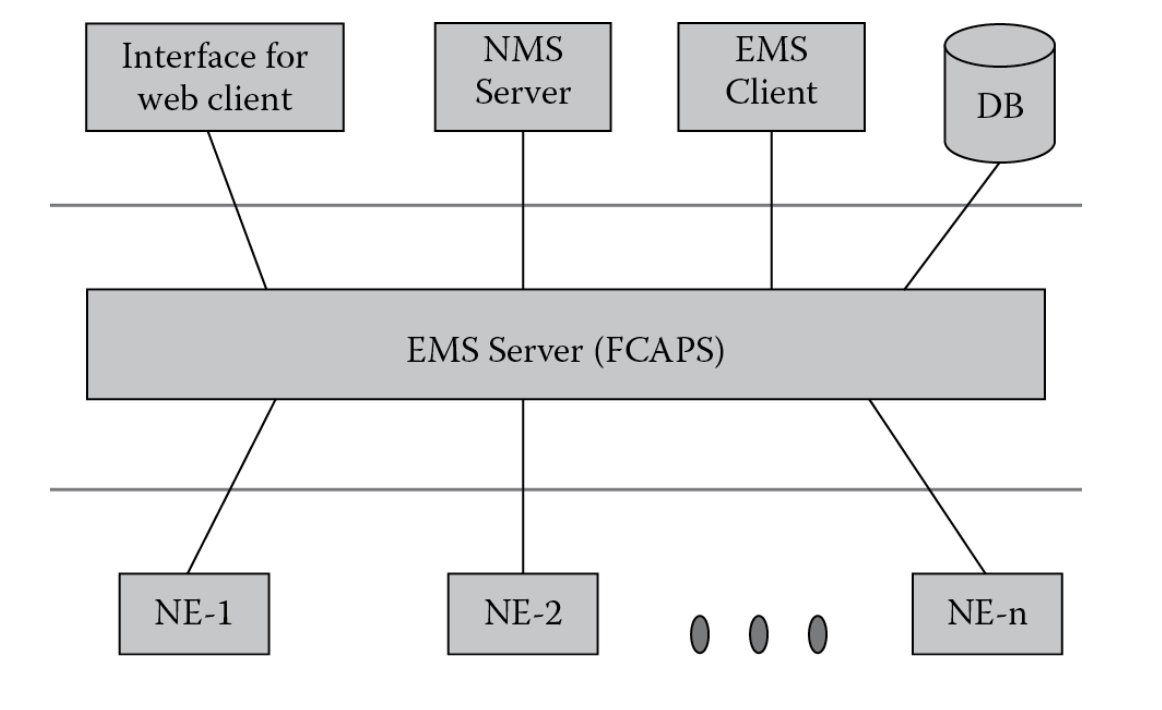 Interface for
web client
NMS
Server
EMS
Client
DB
EMS Server (FCAPS)
NE-1
NE-2
NE-n